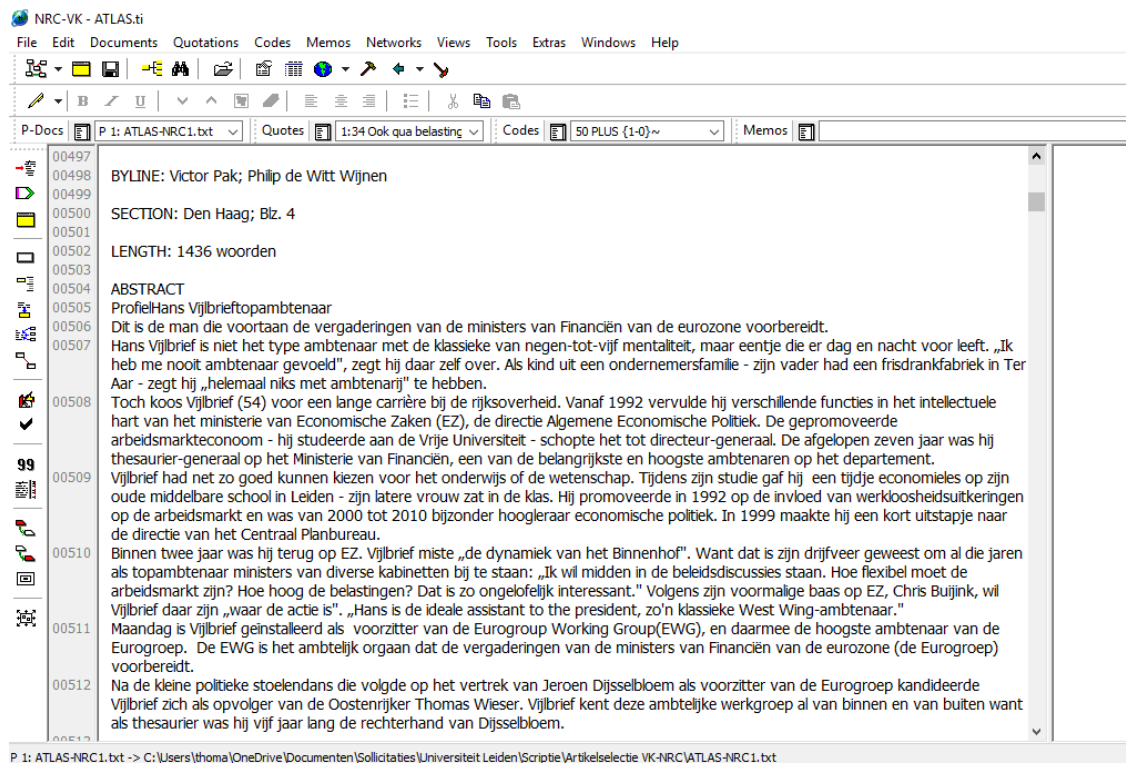 NRC-VK - ATLAS.ti
File Edit Documents Quotations Codes Memos Networks Views Tools Extras Windows Help
B I U
P-Docs P 1: ATLAS-NRC1.txt Quotes 1:34 Ook qua belasting Codes 50 PLUS {1-0}~ Memos
00497
00498 BYLINE: Victor Pak; Philip de Witt Wijnen
00499
00500 SECTION: Den Haag; Blz. 4
00501
00502 LENGTH: 1436 woorden
00503
00504 ABSTRACT
00505 ProfielHans Vijlbrieftopambtenaar
00506 Dit is de man die voortaan de vergaderingen van de ministers van Financiën van de eurozone voorbereidt.
00507 Hans Vijlbrief is niet het type ambtenaar met de klassieke van negen-tot-vijf mentaliteit, maar eentje die er dag en nacht voor leeft. „Ik
heb me nooit ambtenaar gevoeld", zegt hij daar zelf over. Als kind uit een ondernemersfamilie - zijn vader had een frisdrankfabriek in Ter
Aar - zegt hij „helemaal niks met ambtenarij" te hebben.
00508 Toch koos Vijlbrief (54) voor een lange carrière bij de rijksoverheid. Vanaf 1992 vervulde hij verschillende functies in het intellectuele
hart van het ministerie van Economische Zaken (EZ), de directie Algemene Economische Politiek. De gepromoveerde
arbeidsmarkteconoom - hij studeerde aan de Vrije Universiteit - schopte het tot directeur-generaal. De afgelopen zeven jaar was hij
thesaurier-generaal op het Ministerie van Financiën, een van de belangrijkste en hoogste ambtenaren op het departement.
00509 Vijlbrief had net zo goed kunnen kiezen voor het onderwijs of de wetenschap. Tijdens zijn studie gaf hij een tijdje economieles op zijn
oude middelbare school in Leiden - zijn latere vrouw zat in de klas. Hij promoveerde in 1992 op de invloed van werkloosheidsuitkeringen
op de arbeidsmarkt en was van 2000 tot 2010 bijzonder hoogleraar economische politiek. In 1999 maakte hij een kort uitstapje naar
de directie van het Centraal Planbureau.
00510 Binnen twee jaar was hij terug op EZ. Vijlbrief miste „de dynamiek van het Binnenhof". Want dat is zijn drijfveer geweest om al die jaren
als topambtenaar ministers van diverse kabinetten bij te staan: „Ik wil midden in de beleidsdiscussies staan. Hoe flexibel moet de
arbeidsmarkt zijn? Hoe hoog de belastingen? Dat is zo ongelofelijk interessant." Volgens zijn voormalige baas op EZ, Chris Buijink, wil
Vijlbrief daar zijn „waar de actie is". „Hans is de ideale assistant to the president, zo'n klassieke West Wing-ambtenaar."
00511 Maandag is Vijlbrief geïnstalleerd als voorzitter van de Eurogroup Working Group(EWG), en daarmee de hoogste ambtenaar van de
Eurogroep. De EWG is het ambtelijk orgaan dat de vergaderingen van de ministers van Financiën van de eurozone (de Eurogroep)
voorbereidt.
00512 Na de kleine politieke stoelendans die volgde op het vertrek van Jeroen Dijsselbloem als voorzitter van de Eurogroep kandideerde
Vijlbrief zich als opvolger van de Oostenrijker Thomas Wieser. Vijlbrief kent deze ambtelijke werkgroep al van binnen en van buiten want
als thesaurier was hij vijf jaar lang de rechterhand van Dijsselbloem.
P 1: ATLAS-NRC1.txt -> C:\Users\thoma\OneDrive\Documenten\Sollicitaties\Universiteit Leiden\Scriptie\Artikelselectie VK-NRC\ATLAS-NRC1.txt